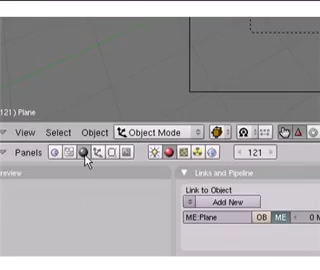 121) Plane
View Select Object Object Mode
Panels 121
review Links and Pipeline
Link to Object
Add New
ME:Plane OB ME 0 M